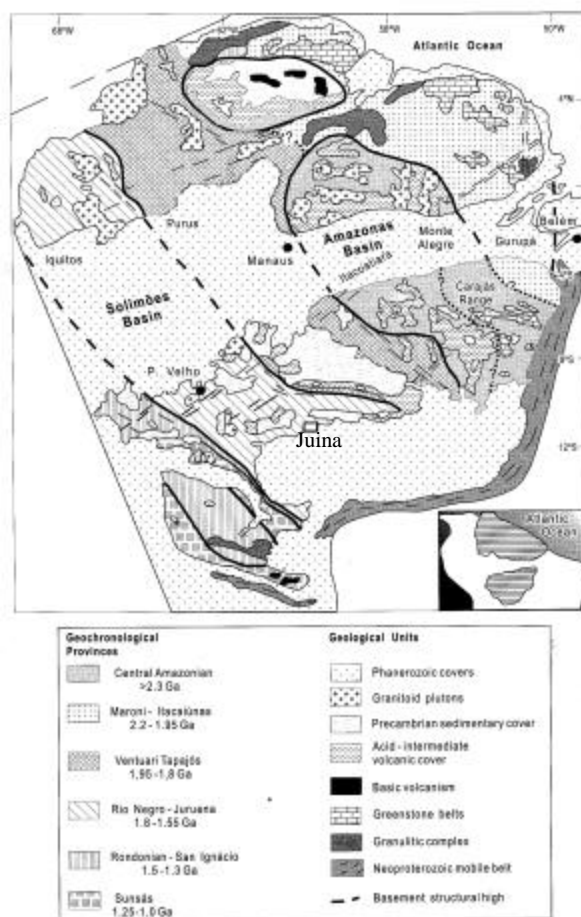 68°W
60°W
Atlantic Ocean
4°N
?
Purus
Iquitos
Manaus
Amazonas
Basin
Itacoatiara
Monte
Alegre
Gurupá
Belém
Carajás
Range
Solimões
Basin
P. Velho
Juina
12°S
Atlantic
Ocean
Geochronological
Provinces
Central Amazonian
>2.3 Ga
Maroni - Itacaiúnas
2.2 - 1.95 Ga
Ventuari Tapajós
1,95 -1,8 Ga
Rio Negro - Juruena
1.8 - 1.55 Ga
Rondonian - San Ignácio
1.5 - 1.3 Ga
Sunsás
1.25 - 1.0 Ga
Geological Units
Phanerozoic covers
Granitoid plutons
Precambrian sedimentary cover
Acid - intermediate
volcanic cover
Basic volcanism
Greenstone belts
Granulitic complex
Neoproterozoic mobile belt
Basement structural high